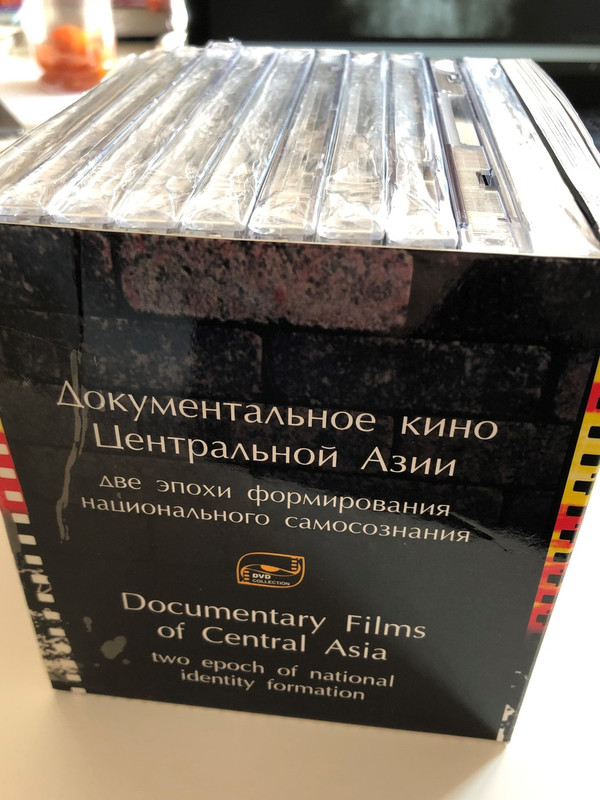 Документальное кино
Центральной Азии
две эпохи формирования
национального самосознания
DVD
COLLECTION
Documentary Films
of Central Asia
two epoch of national
identity formation